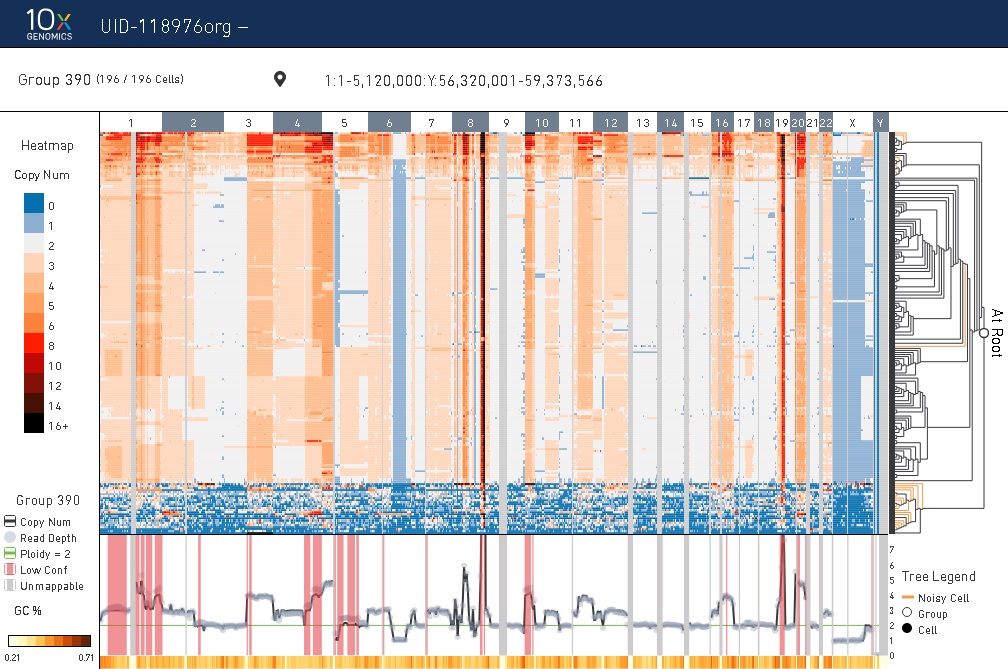 10x
GENOMICS
UID-118976org –
Group 390 (196 / 196 Cells)
1:1-5,120,000:Y:56,320,001-59,373,566
1 2 3 4 5 6 7 8 9 10 11 12 13 14 15 16 17 18 19 20 21 22 X Y
Heatmap
Copy Num
0
1
2
3
4
5
6
8
10
12
14
16+
At Root
Group 390
Copy Num
Read Depth
Ploidy = 2
Low Conf
Unmappable
GC %
0.21 0.71
7
6
5
4
3
2
1
0
Tree Legend
Noisy Cell
Group
Cell